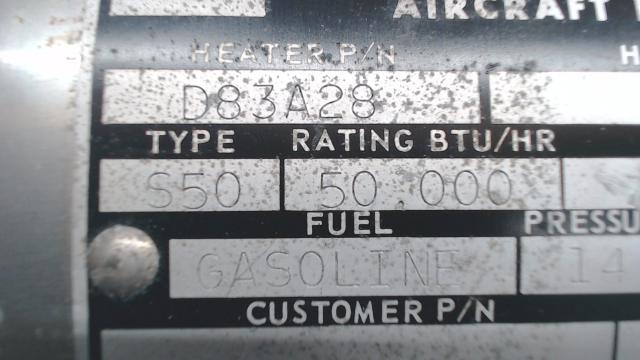 AIRCRAFT
HEATER P/N H
D83A28
TYPE RATING BTU/HR
S50 50,000
FUEL PRESSU
GASOLINE 14
CUSTOMER P/N